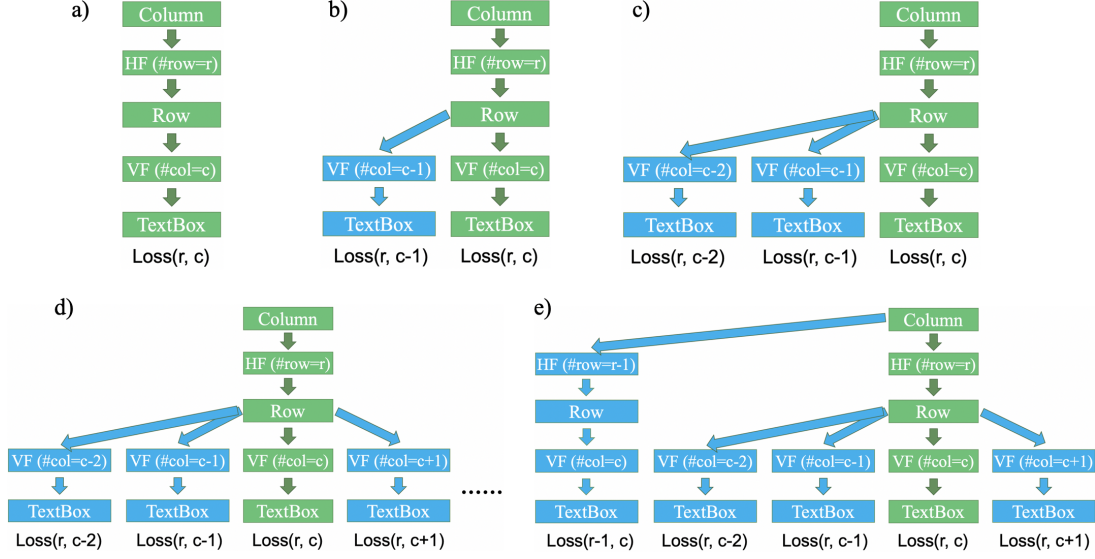 a)
Column
HF (#row=r)
Row
VF (#col=c)
TextBox
Loss(r, c)
b)
Column
HF (#row=r)
Row
VF (#col=c-1) VF (#col=c)
TextBox TextBox
Loss(r, c-1) Loss(r, c)
c)
Column
HF (#row=r)
Row
VF (#col=c-2) VF (#col=c-1) VF (#col=c)
TextBox TextBox TextBox
Loss(r, c-2) Loss(r, c-1) Loss(r, c)
d)
Column
HF (#row=r)
Row
VF (#col=c-2) VF (#col=c-1) VF (#col=c) VF (#col=c+1)
TextBox TextBox TextBox TextBox
Loss(r, c-2) Loss(r, c-1) Loss(r, c) Loss(r, c+1)
......
e)
Column
HF (#row=r-1) HF (#row=r)
Row Row
VF (#col=c) VF (#col=c-2) VF (#col=c-1) VF (#col=c) VF (#col=c+1)
TextBox TextBox TextBox TextBox TextBox
Loss(r-1, c) Loss(r, c-2) Loss(r, c-1) Loss(r, c) Loss(r, c+1)